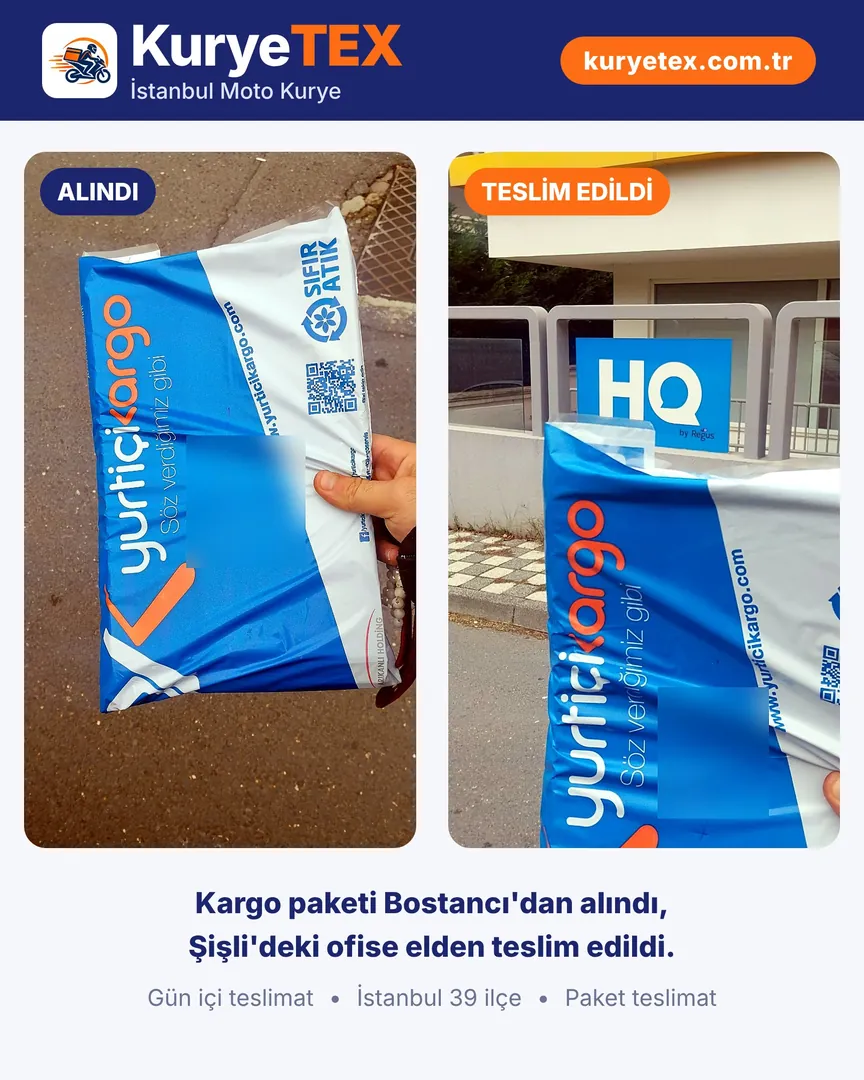 KuryeTEX
İstanbul Moto Kurye
kuryetex.com.tr
ALINDI
SIFIR
ATIK
yurtiçikargo
Söz verdiğimiz gibi
w.yurticikargo.com
HOLDİNG
TESLİM EDİLDİ
HQ
by Regus
yurtiçikargo
Söz verdiğimiz gibi
www.yurticikargo.com
Kargo paketi Bostancı'dan alındı,
Şişli'deki ofise elden teslim edildi.
Gün içi teslimat • İstanbul 39 ilçe • Paket teslimat